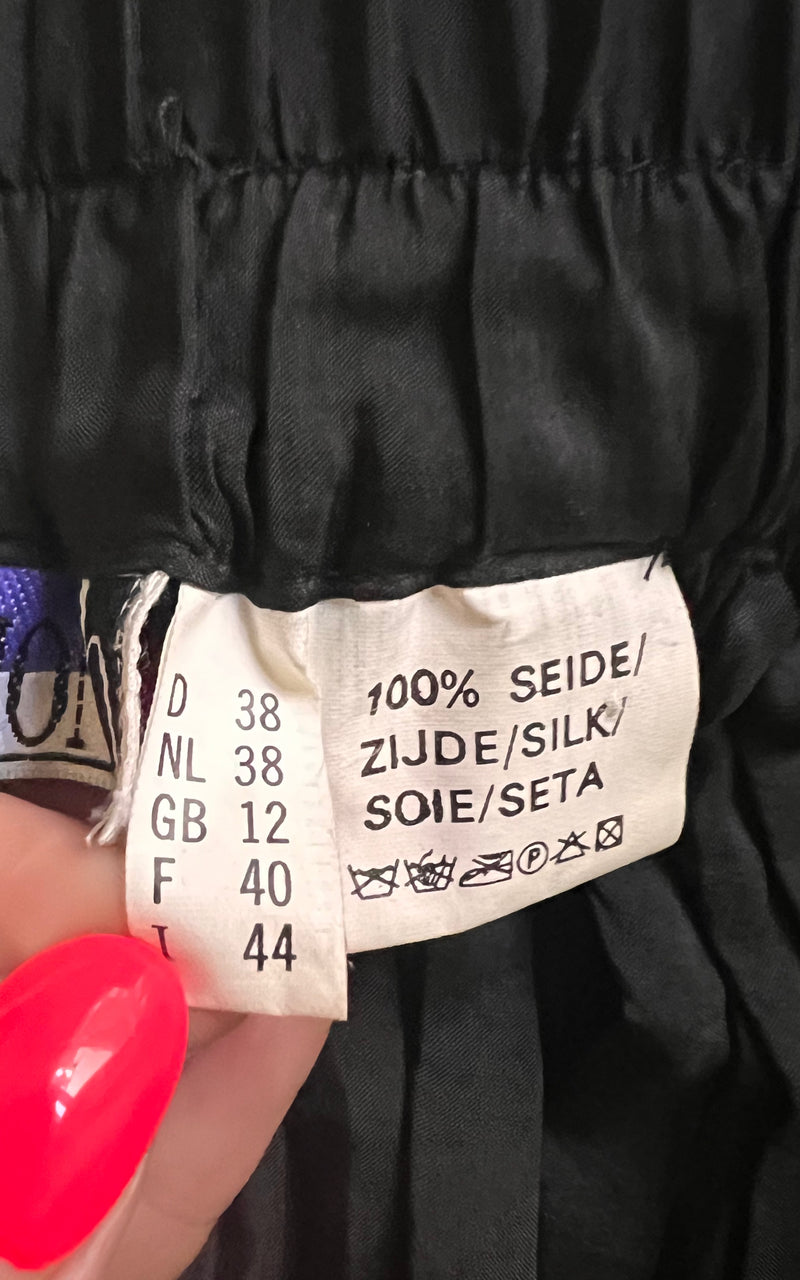 D 38
NL 38
GB 12
F 40
I 44
100% SEIDE/
ZIJDE/SILK/
SOIE/SETA
P